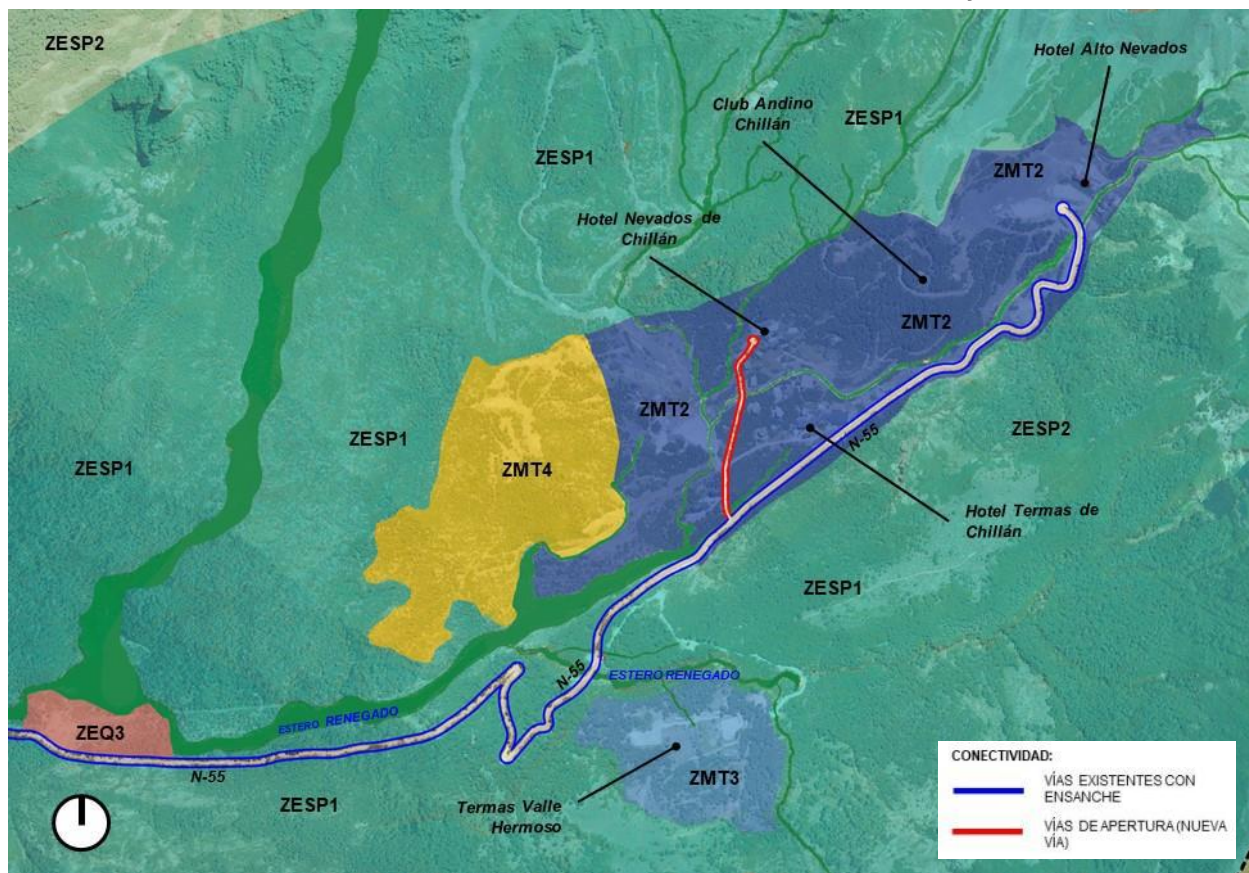 ZESP2
Hotel Alto Nevados
Club Andino
Chillán
ZESP1
ZESP1
ZMT2
Hotel Nevados de
Chillán
ZMT2
ZMT2
ZESP1
ZESP2
N-55
ZESP1
ZMT4
Hotel Termas de
Chillán
ZESP1
N-55
ESTERO RENEGADO
ESTERO RENEGADO
ZEQ3
N-55
ZMT3
ZESP1
Termas Valle
Hermoso
CONECTIVIDAD:
VÍAS EXISTENTES CON
ENSANCHE
VÍAS DE APERTURA (NUEVA
VÍA)